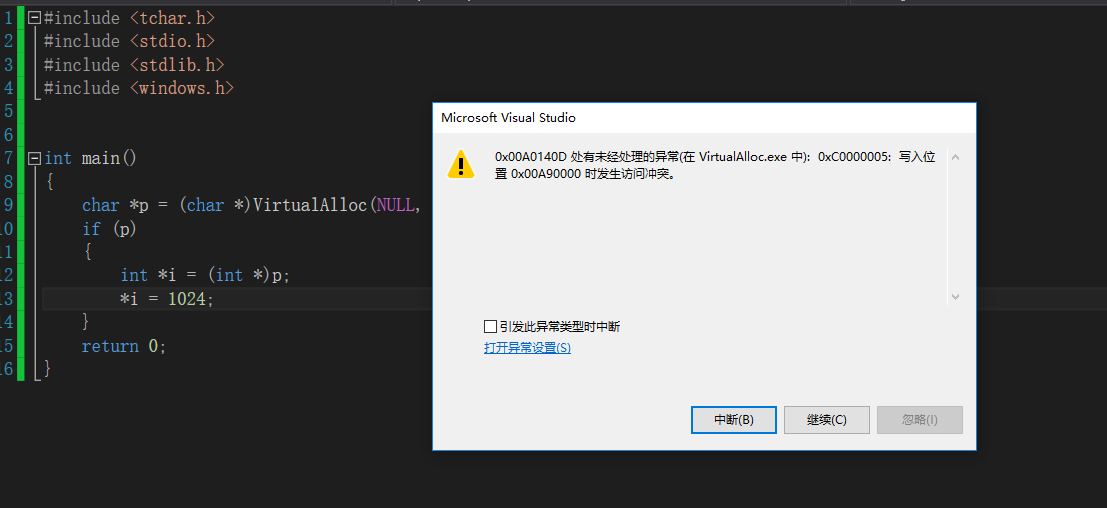 1 #include <tchar.h>
2 #include <stdio.h>
3 #include <stdlib.h>
4 #include <windows.h>
5
6
7 int main()
8 {
9 char *p = (char *)VirtualAlloc(NULL,
10 if (p)
11 {
12 int *i = (int *)p;
13 *i = 1024;
14 }
15 return 0;
16 }
Microsoft Visual Studio
0x00A0140D 处有未经处理的异常(在 VirtualAlloc.exe 中): 0xC0000005: 写入位
置 0x00A90000 时发生访问冲突。
引发此异常类型时中断
打开异常设置(S)
中断(B) 继续(C) 忽略(I)